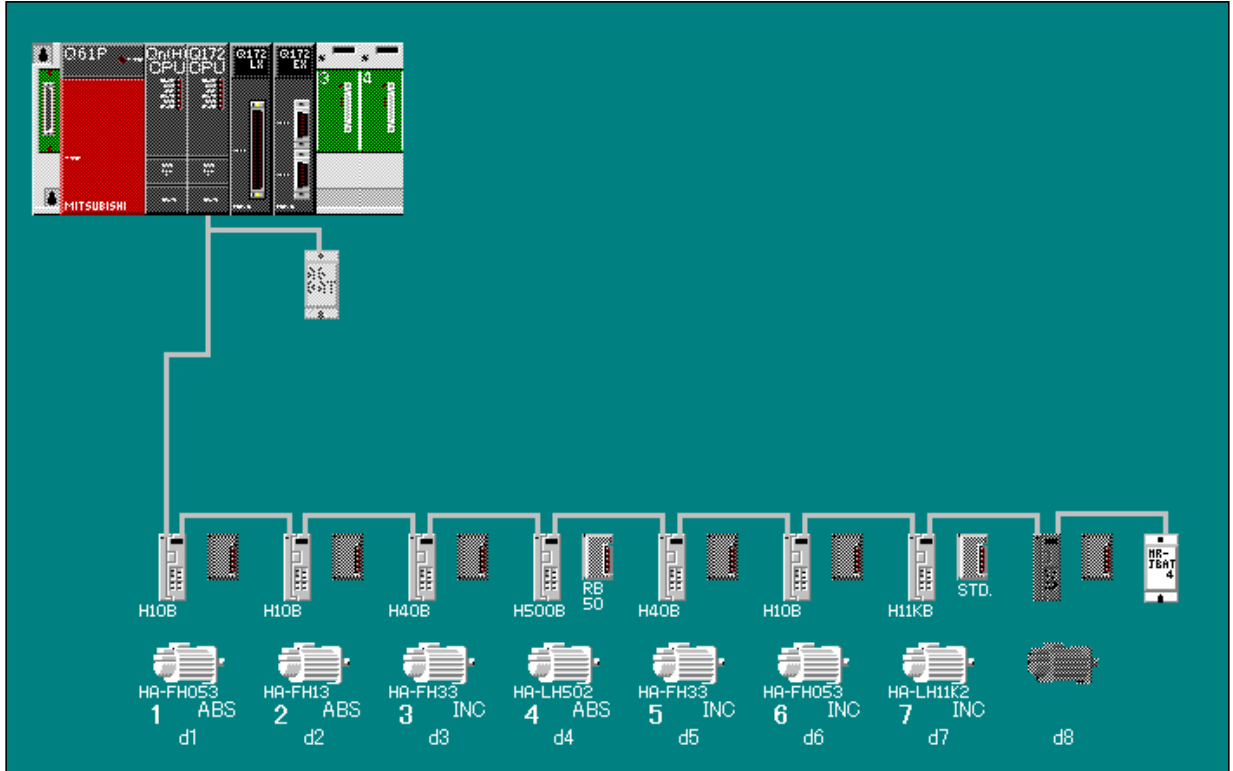 Q61P
Qn(H) Q172
CPU CPU
Q172 LX
Q172 EX
3 4
MITSUBISHI
MR-
JBAT
4
RB
50
STD.
H10B H10B H40B H500B H40B H10B H11KB
HA-FH053 HA-FH13 HA-FH33 HA-LH502 HA-FH33 HA-FH053 HA-LH11K2
1 ABS 2 ABS 3 INC 4 ABS 5 INC 6 INC 7 INC
d1 d2 d3 d4 d5 d6 d7 d8